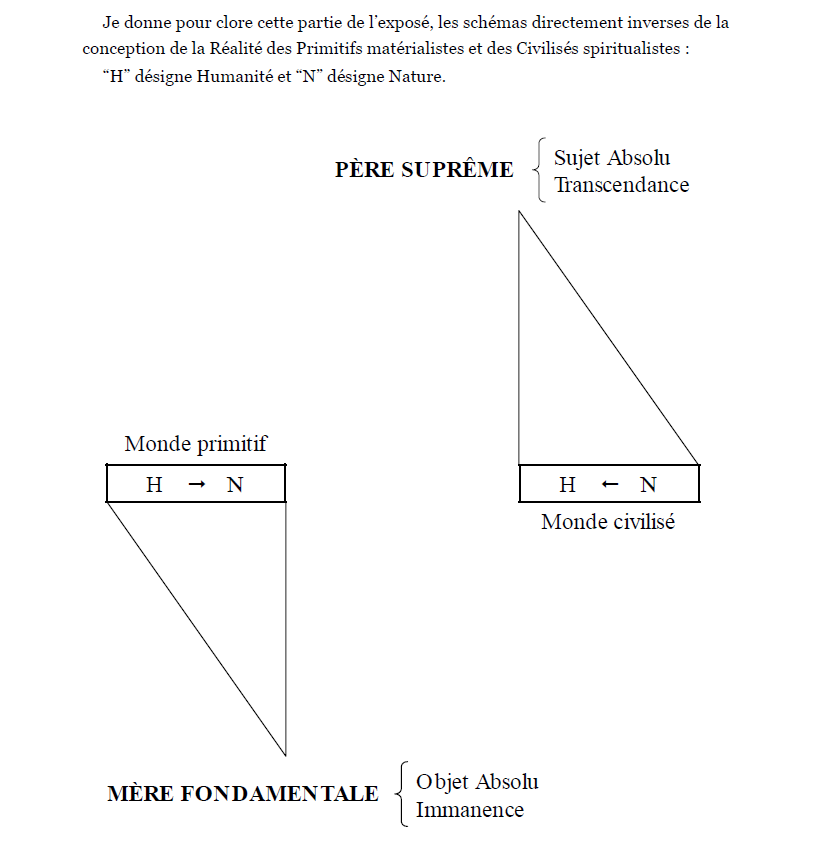 Je donne pour clore cette partie de l’exposé, les schémas directement inverses de la
conception de la Réalité des Primitifs matérialistes et des Civilisés spiritualistes :
“H” désigne Humanité et “N” désigne Nature.
PÈRE SUPRÊME
Sujet Absolu
Transcendance
Monde primitif
H → N
H ← N
Monde civilisé
MÈRE FONDAMENTALE
Objet Absolu
Immanence